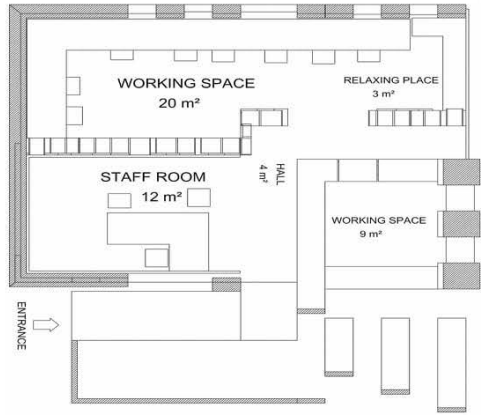 WORKING SPACE
20 m²
RELAXING PLACE
3 m²
HALL
4 m²
STAFF ROOM
12 m²
WORKING SPACE
9 m²
ENTRANCE